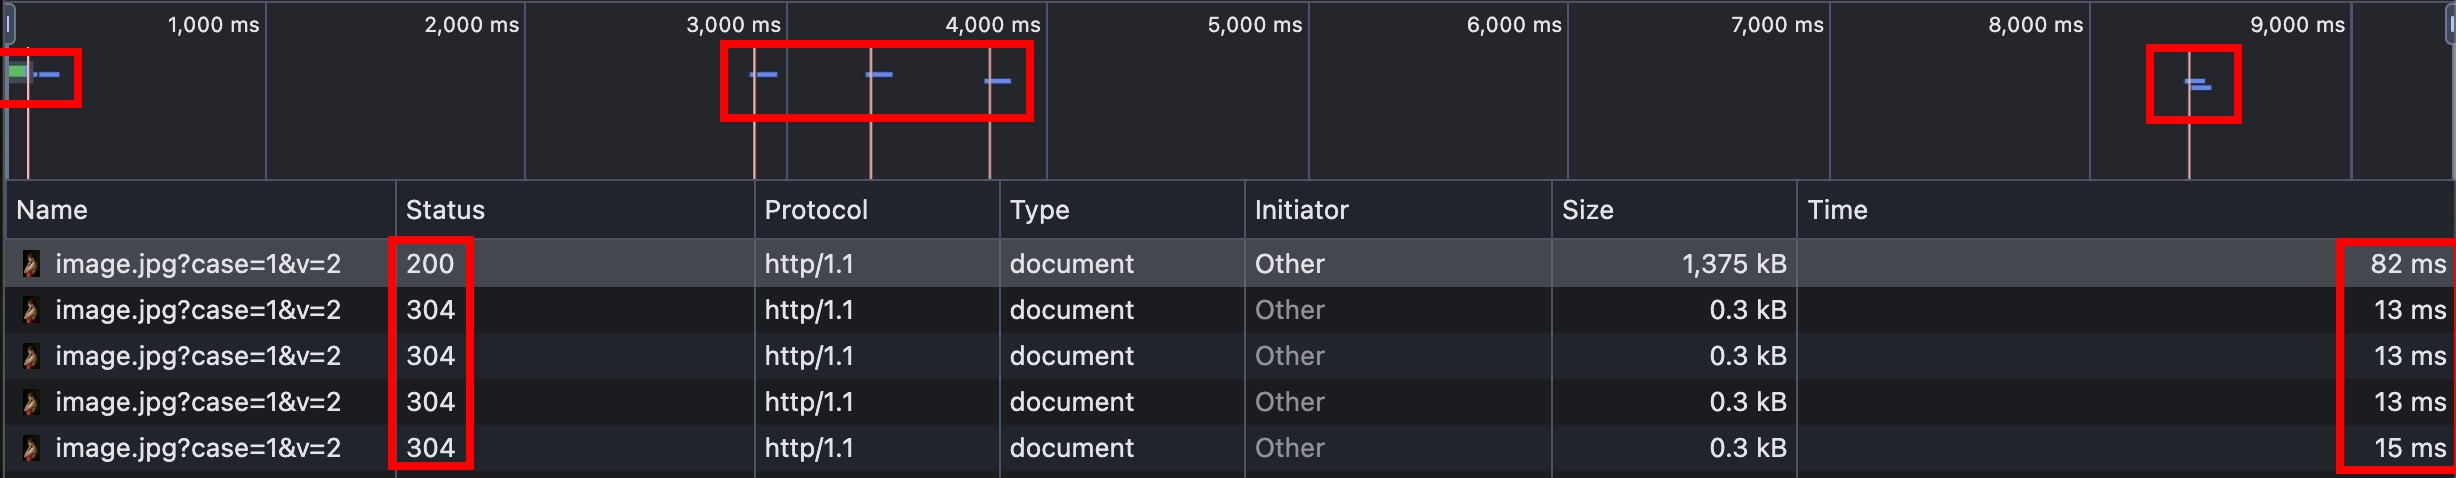 1,000 ms 2,000 ms 3,000 ms 4,000 ms 5,000 ms 6,000 ms 7,000 ms 8,000 ms 9,000 ms
Name Status Protocol Type Initiator Size Time
image.jpg?case=1&v=2 200 http/1.1 document Other 1,375 kB 82 ms
image.jpg?case=1&v=2 304 http/1.1 document Other 0.3 kB 13 ms
image.jpg?case=1&v=2 304 http/1.1 document Other 0.3 kB 13 ms
image.jpg?case=1&v=2 304 http/1.1 document Other 0.3 kB 13 ms
image.jpg?case=1&v=2 304 http/1.1 document Other 0.3 kB 15 ms